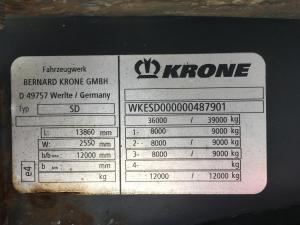 Fahrzeugwerk
BERNARD KRONE GMBH
D 49757 Werlte / Germany
Typ SD
L: 13860 mm
W: 2550 mm
b/b max: 12000 mm
b mm
kg
e4
KRONE
WKESD000000487901
36000 / 39000 kg
1- 8000 9000 kg
2- 8000 9000 kg
3- 8000 / 9000 kg
4- kg
12000 / 12000 kg